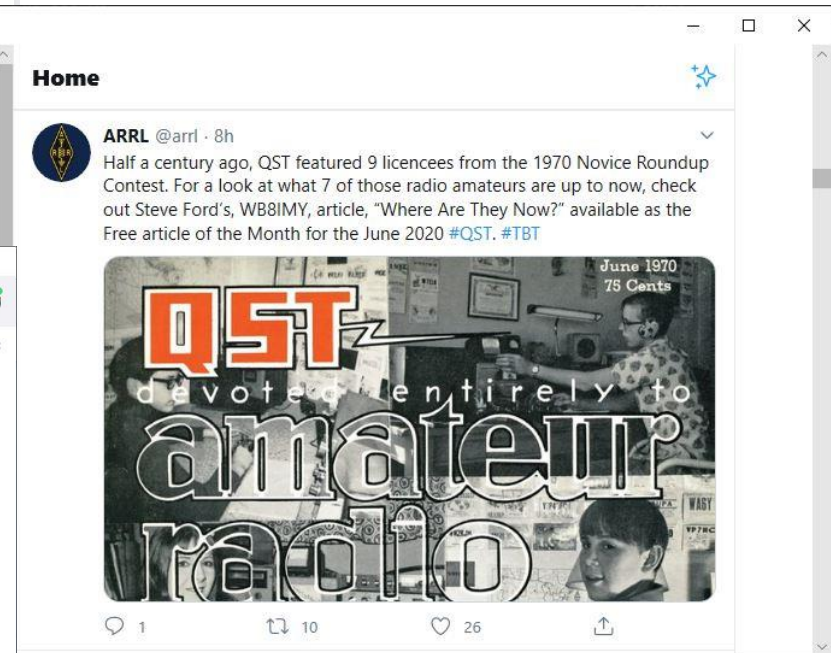 Home
ARRL @arrl · 8h
Half a century ago, QST featured 9 licencees from the 1970 Novice Roundup
Contest. For a look at what 7 of those radio amateurs are up to now, check
out Steve Ford's, WB8IMY, article, "Where Are They Now?" available as the
Free article of the Month for the June 2020 #QST. #TBT
June 1970
75 Cents
QST
devoted entirely to
amateur
radio
WA6Y
1
10
26